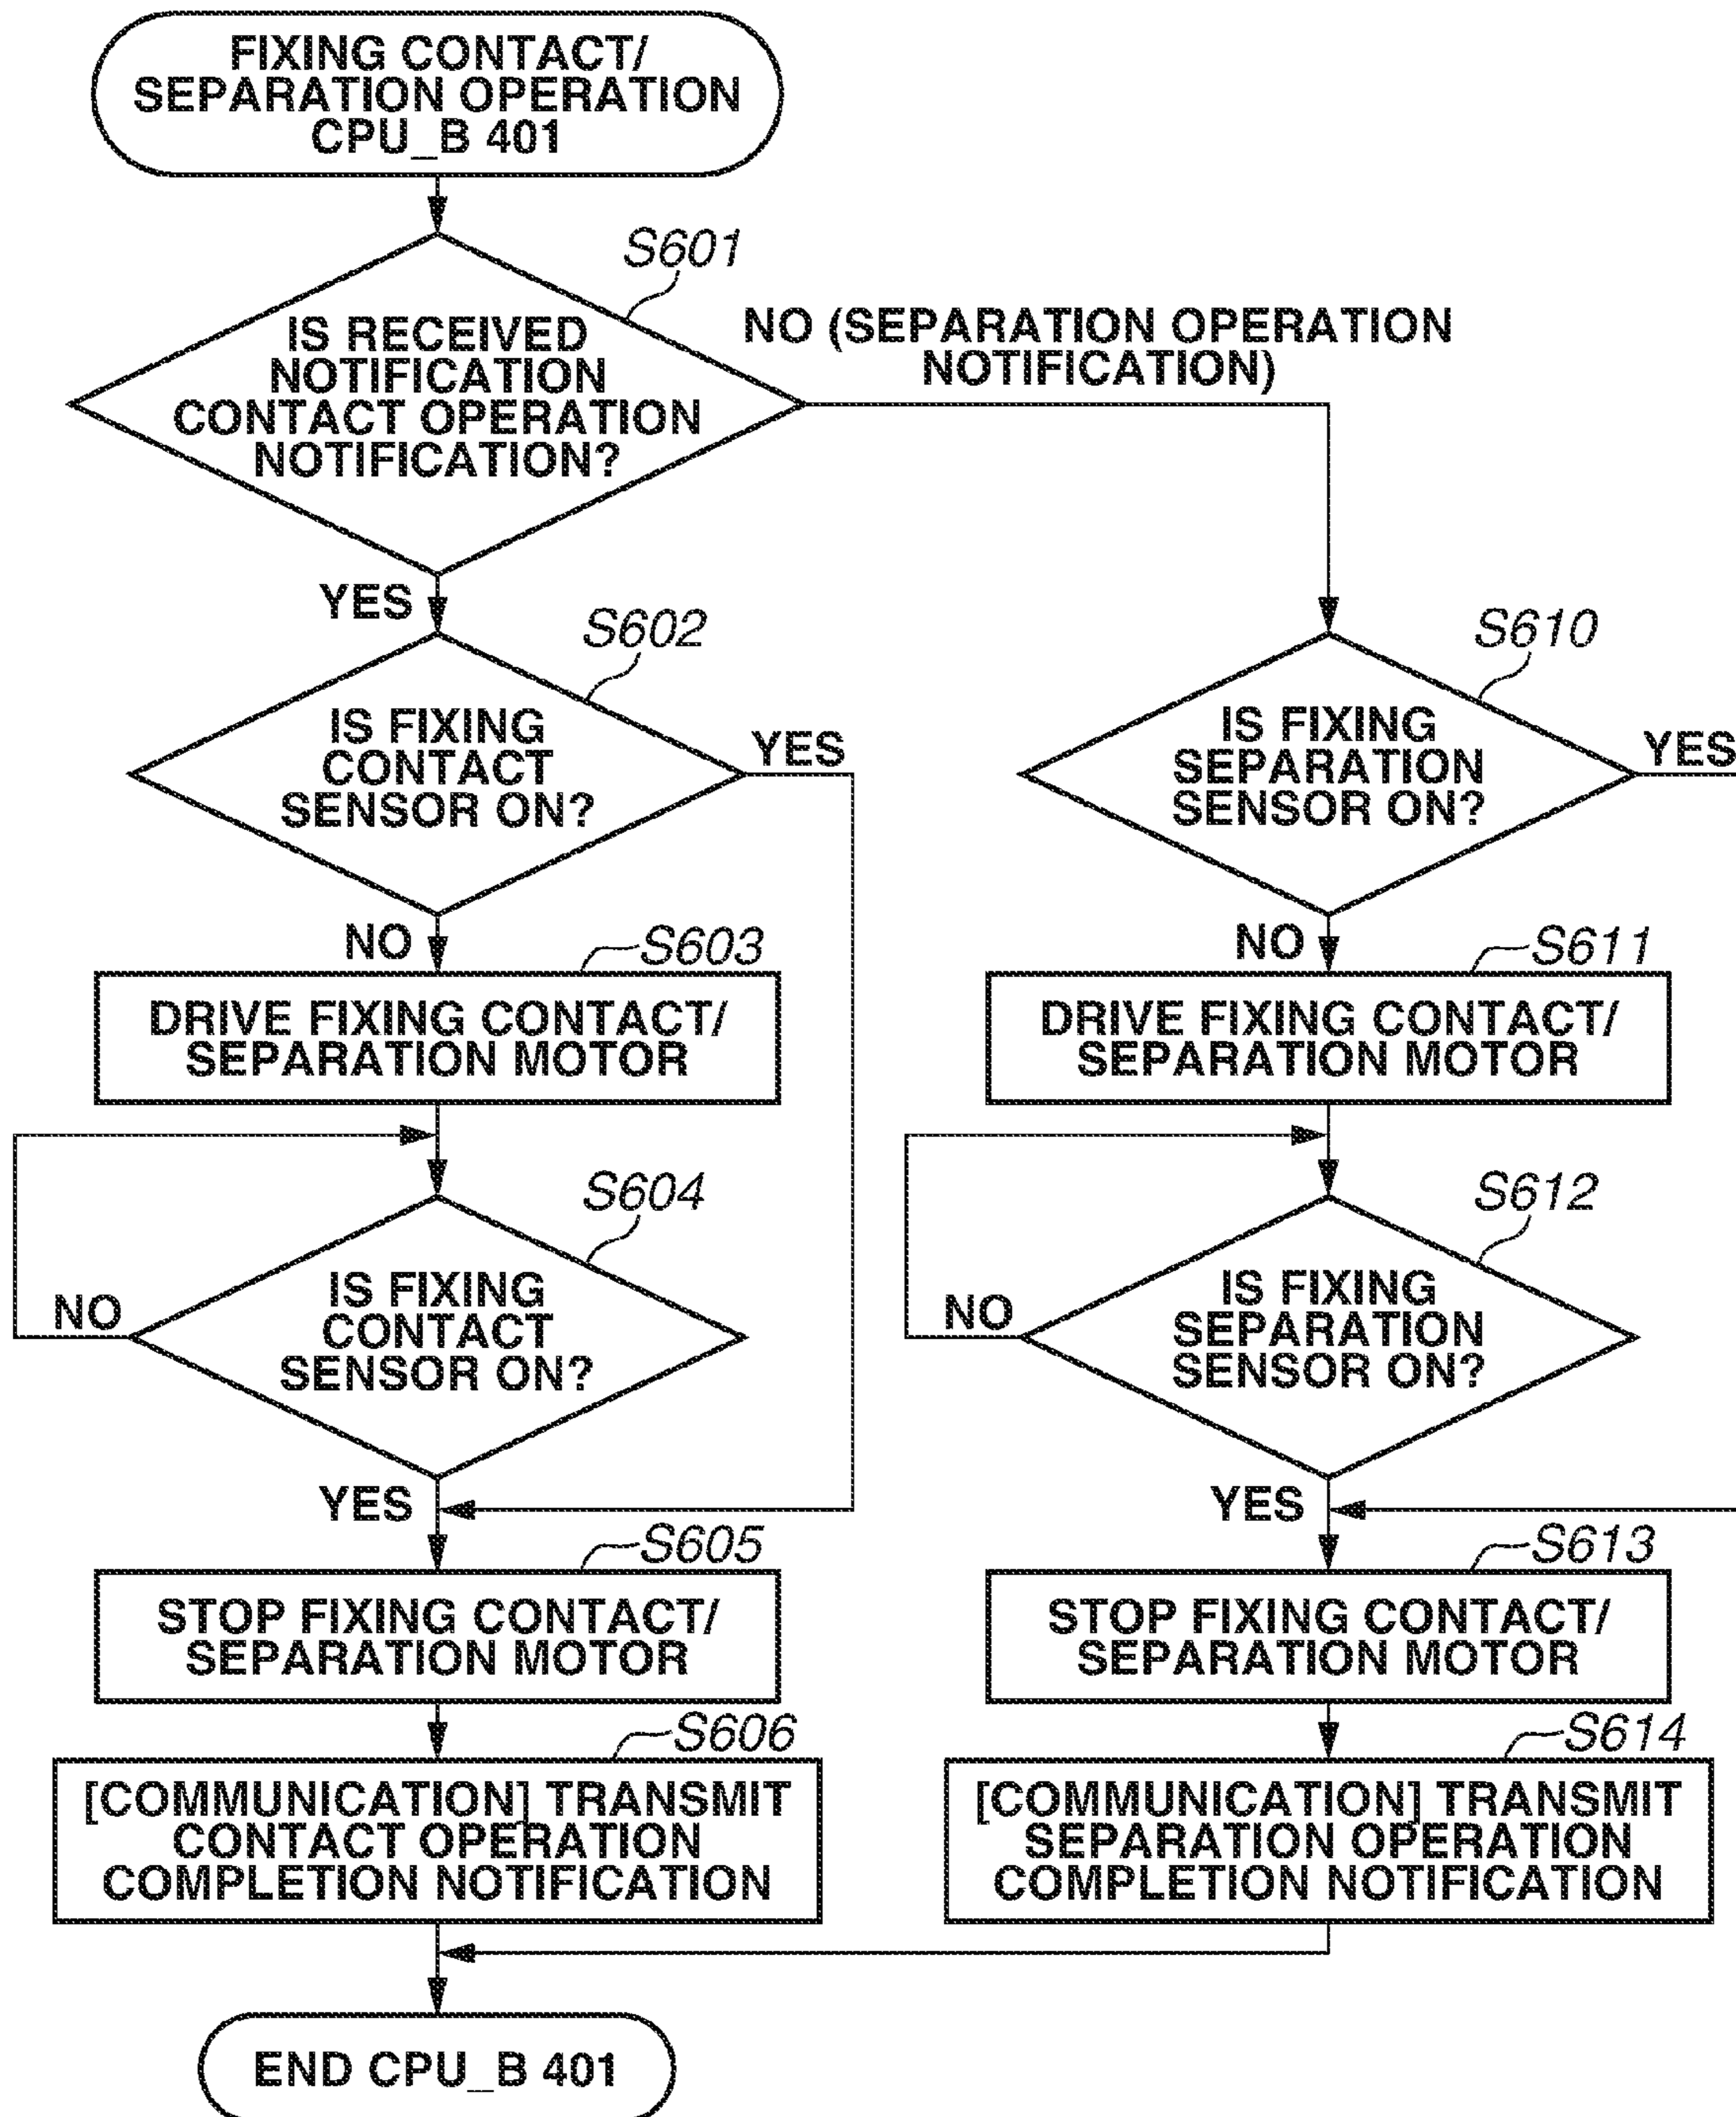 FIXING CONTACT/
SEPARATION OPERATION
CPU_B 401
S601
IS RECEIVED
NOTIFICATION
CONTACT OPERATION
NOTIFICATION?
NO (SEPARATION OPERATION
NOTIFICATION)
YES
S602
IS FIXING
CONTACT
SENSOR ON?
YES
NO
S603
DRIVE FIXING CONTACT/
SEPARATION MOTOR
S604
IS FIXING
CONTACT
SENSOR ON?
NO
YES
S605
STOP FIXING CONTACT/
SEPARATION MOTOR
S606
[COMMUNICATION] TRANSMIT
CONTACT OPERATION
COMPLETION NOTIFICATION
S610
IS FIXING
SEPARATION
SENSOR ON?
YES
NO
S611
DRIVE FIXING CONTACT/
SEPARATION MOTOR
S612
IS FIXING
SEPARATION
SENSOR ON?
NO
YES
S613
STOP FIXING CONTACT/
SEPARATION MOTOR
S614
[COMMUNICATION] TRANSMIT
SEPARATION OPERATION
COMPLETION NOTIFICATION
END CPU_B 401